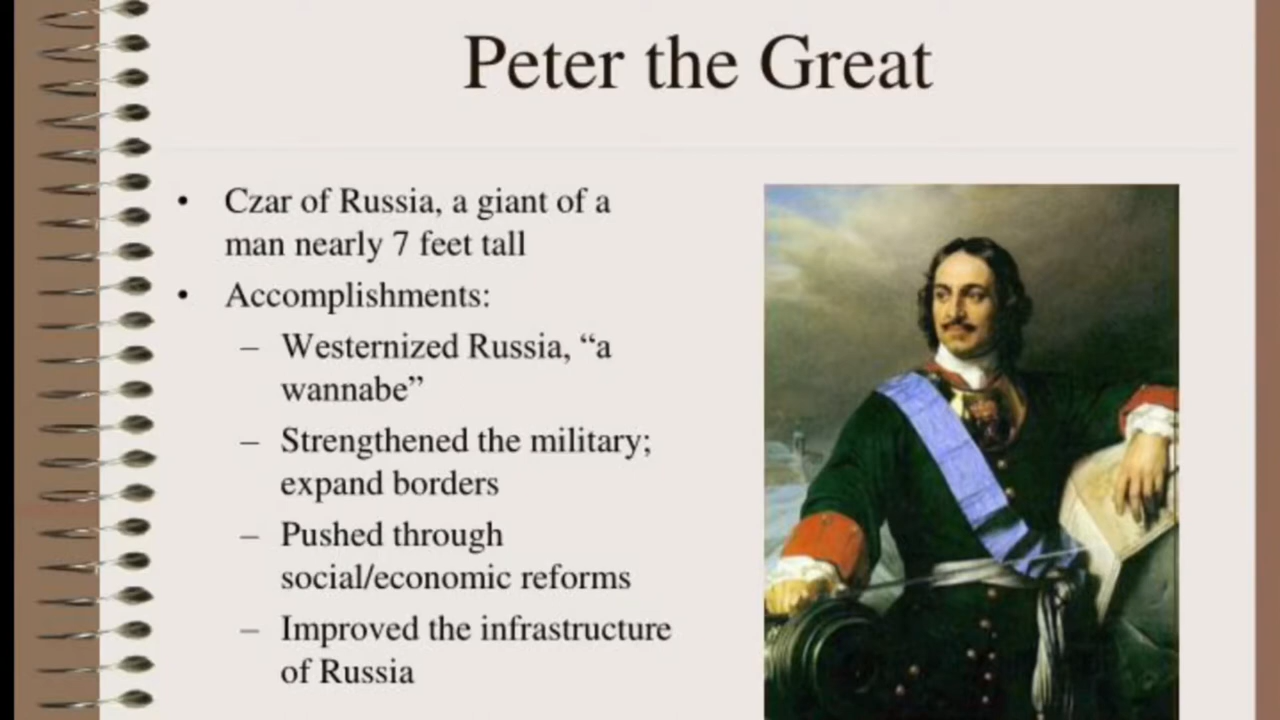 Peter the Great
• Czar of Russia, a giant of a
man nearly 7 feet tall
• Accomplishments:
– Westernized Russia, “a
wannabe”
– Strengthened the military;
expand borders
– Pushed through
social/economic reforms
– Improved the infrastructure
of Russia